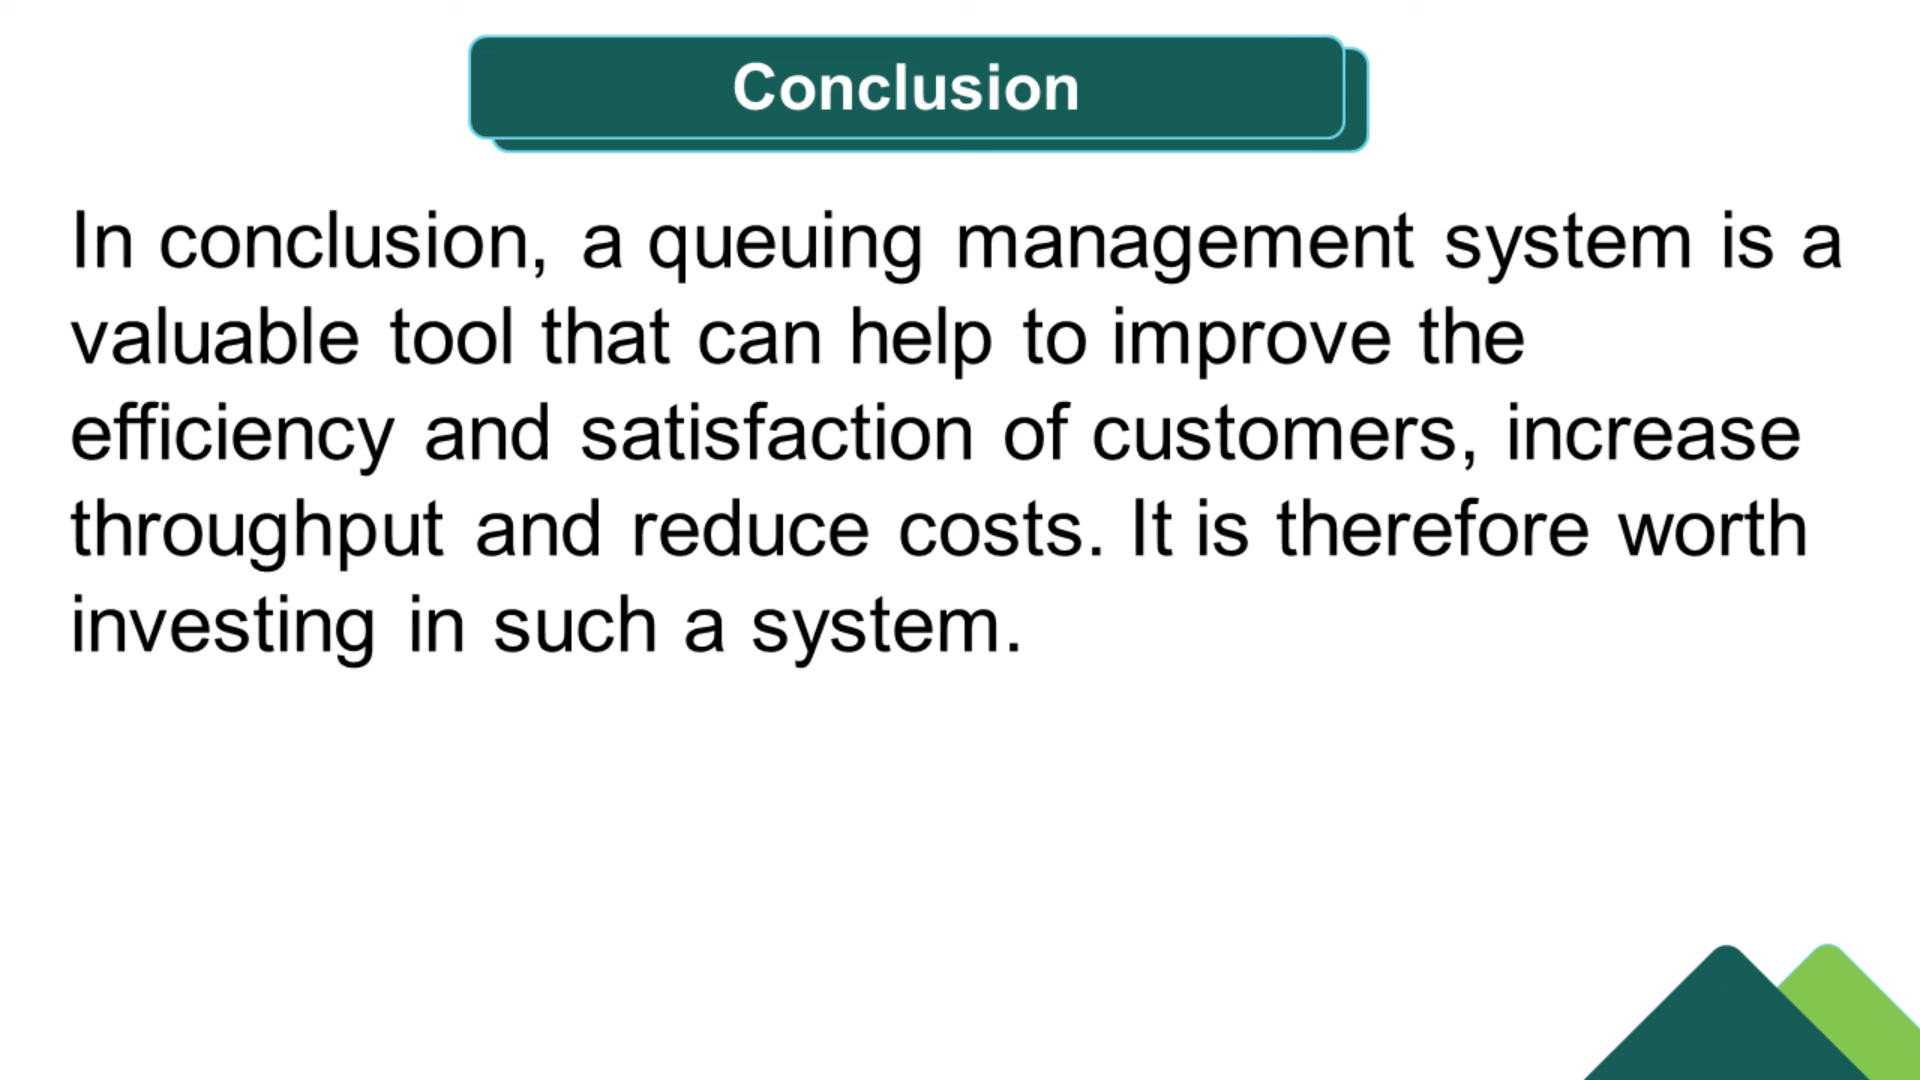 Conclusion
In conclusion, a queuing management system is a
valuable tool that can help to improve the
efficiency and satisfaction of customers, increase
throughput and reduce costs. It is therefore worth
investing in such a system.